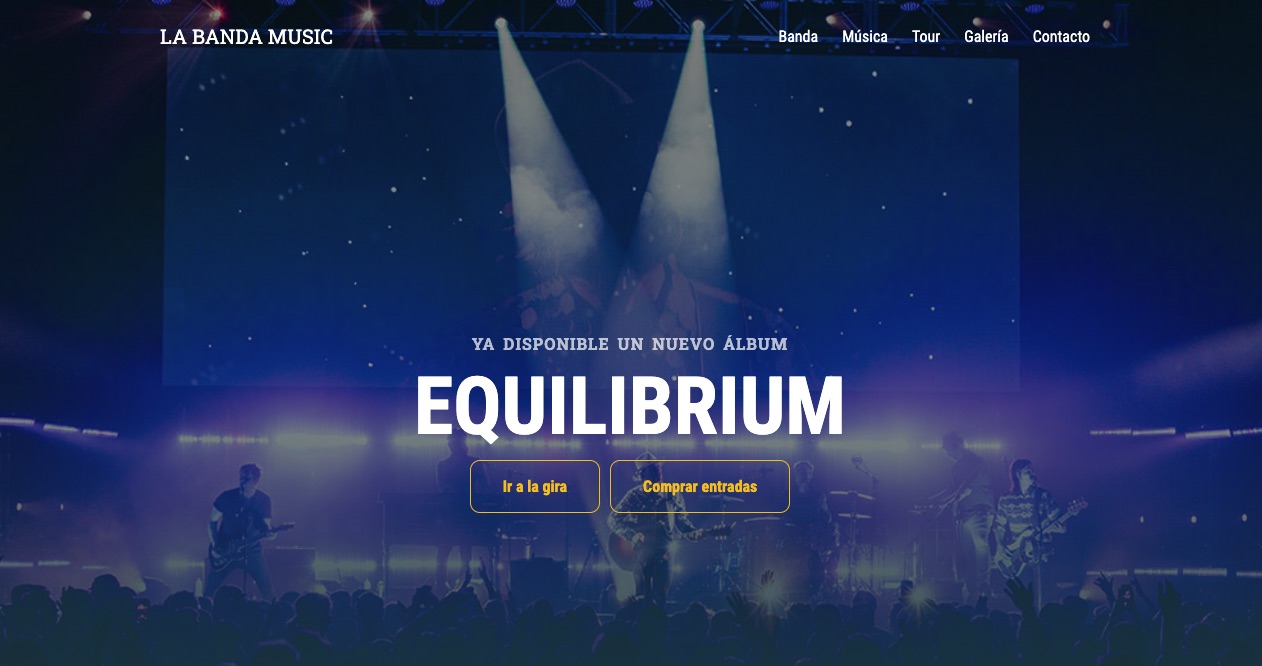 LA BANDA MUSIC
Banda Música Tour Galería Contacto
YA DISPONIBLE UN NUEVO ÁLBUM
EQUILIBRIUM
Ir a la gira
Comprar entradas